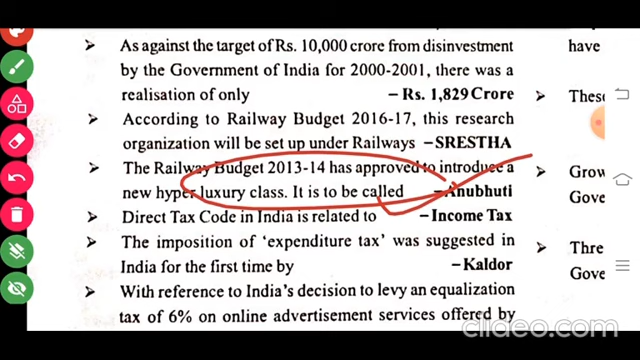 ➤ As against the target of Rs. 10,000 crore from disinvestment
by the Government of India for 2000-2001, there was a
realisation of only –Rs. 1,829 Crore
➤ According to Railway Budget 2016-17, this research
organization will be set up under Railways –SRESTHA
➤ The Railway Budget 2013-14 has approved to introduce a
new hyper luxury class. It is to be called –Anubhuti
➤ Direct Tax Code in India is related to –Income Tax
➤ The imposition of ‘expenditure tax’ was suggested in
India for the first time by –Kaldor
➤ With reference to India's decision to levy an equalization
tax of 6% on online advertisement services offered by
have
➤ These
➤ Grow
Gove
➤ Thre
Gove
clideo.com